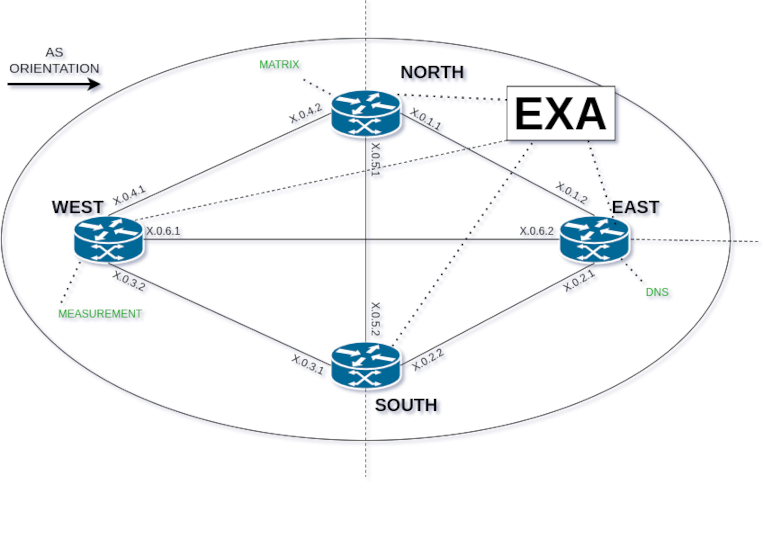 AS
ORIENTATION
MATRIX
NORTH
EXA
X.0.4.2
X.0.1.1
X.0.5.1
X.0.4.1
X.0.1.2
WEST
EAST
X.0.6.1
X.0.6.2
X.0.3.2
X.0.2.1
DNS
MEASUREMENT
X.0.5.2
X.0.3.1
X.0.2.2
SOUTH